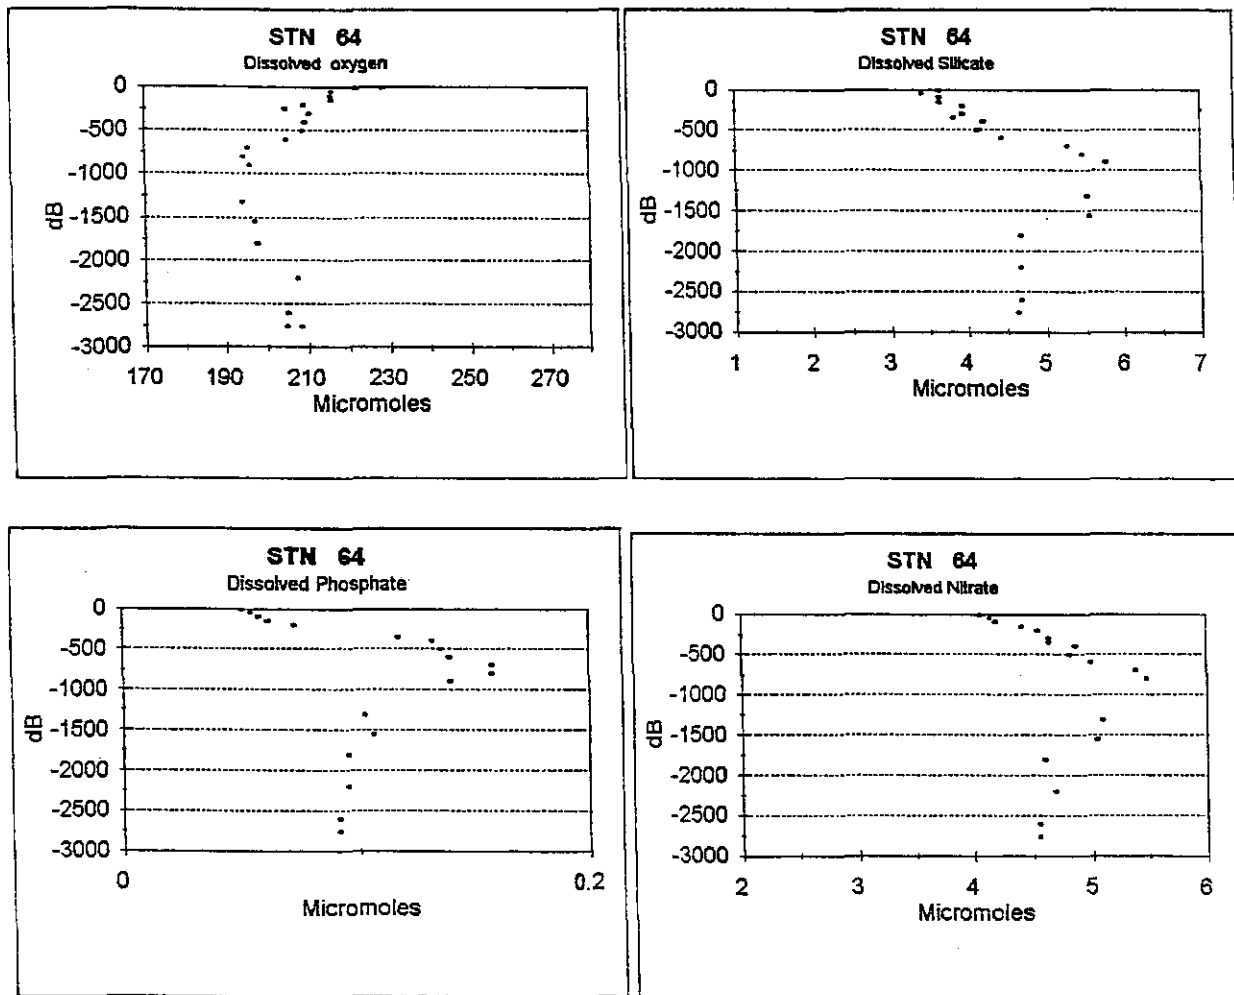 STN 64
Dissolved oxygen
0
-500
-1000
-1500
-2000
-2500
-3000
dB
170 190 210 230 250 270
Micromoles
STN 64
Dissolved Silicate
0
-500
-1000
-1500
-2000
-2500
-3000
dB
1 2 3 4 5 6 7
Micromoles
STN 64
Dissolved Phosphate
0
-500
-1000
-1500
-2000
-2500
-3000
dB
0 0.2
Micromoles
STN 64
Dissolved Nitrate
0
-500
-1000
-1500
-2000
-2500
-3000
dB
2 3 4 5 6
Micromoles